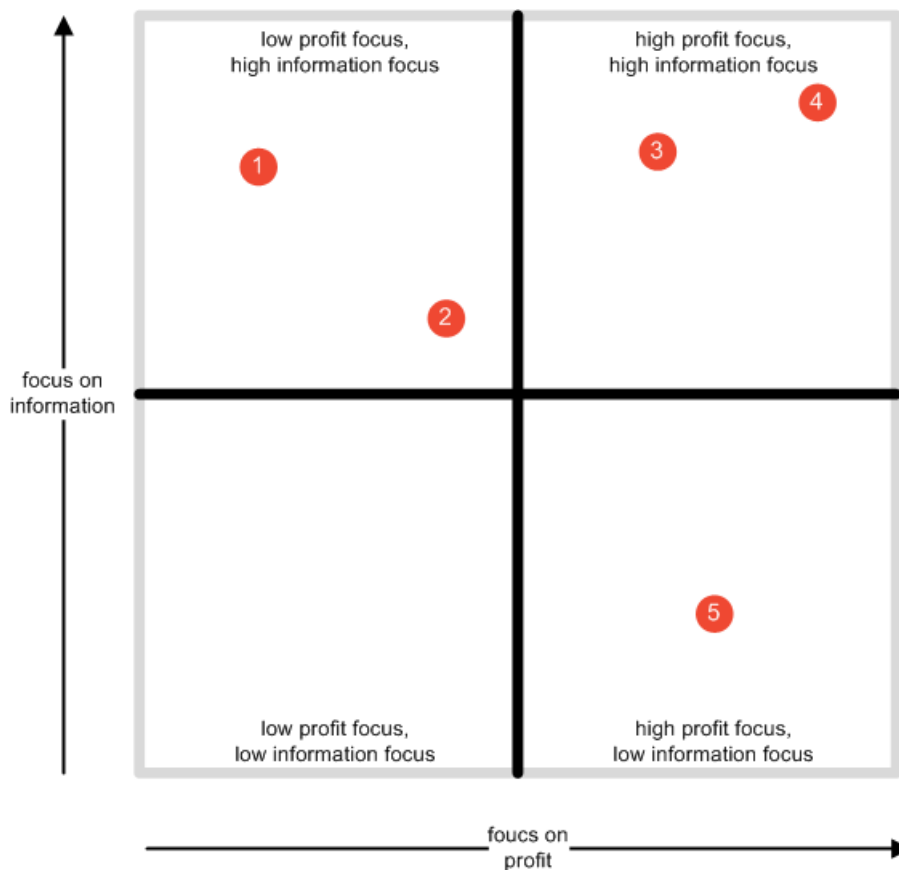 low profit focus,
high information focus
high profit focus,
high information focus
4
3
1
2
focus on
information
5
low profit focus,
low information focus
high profit focus,
low information focus
foucs on
profit